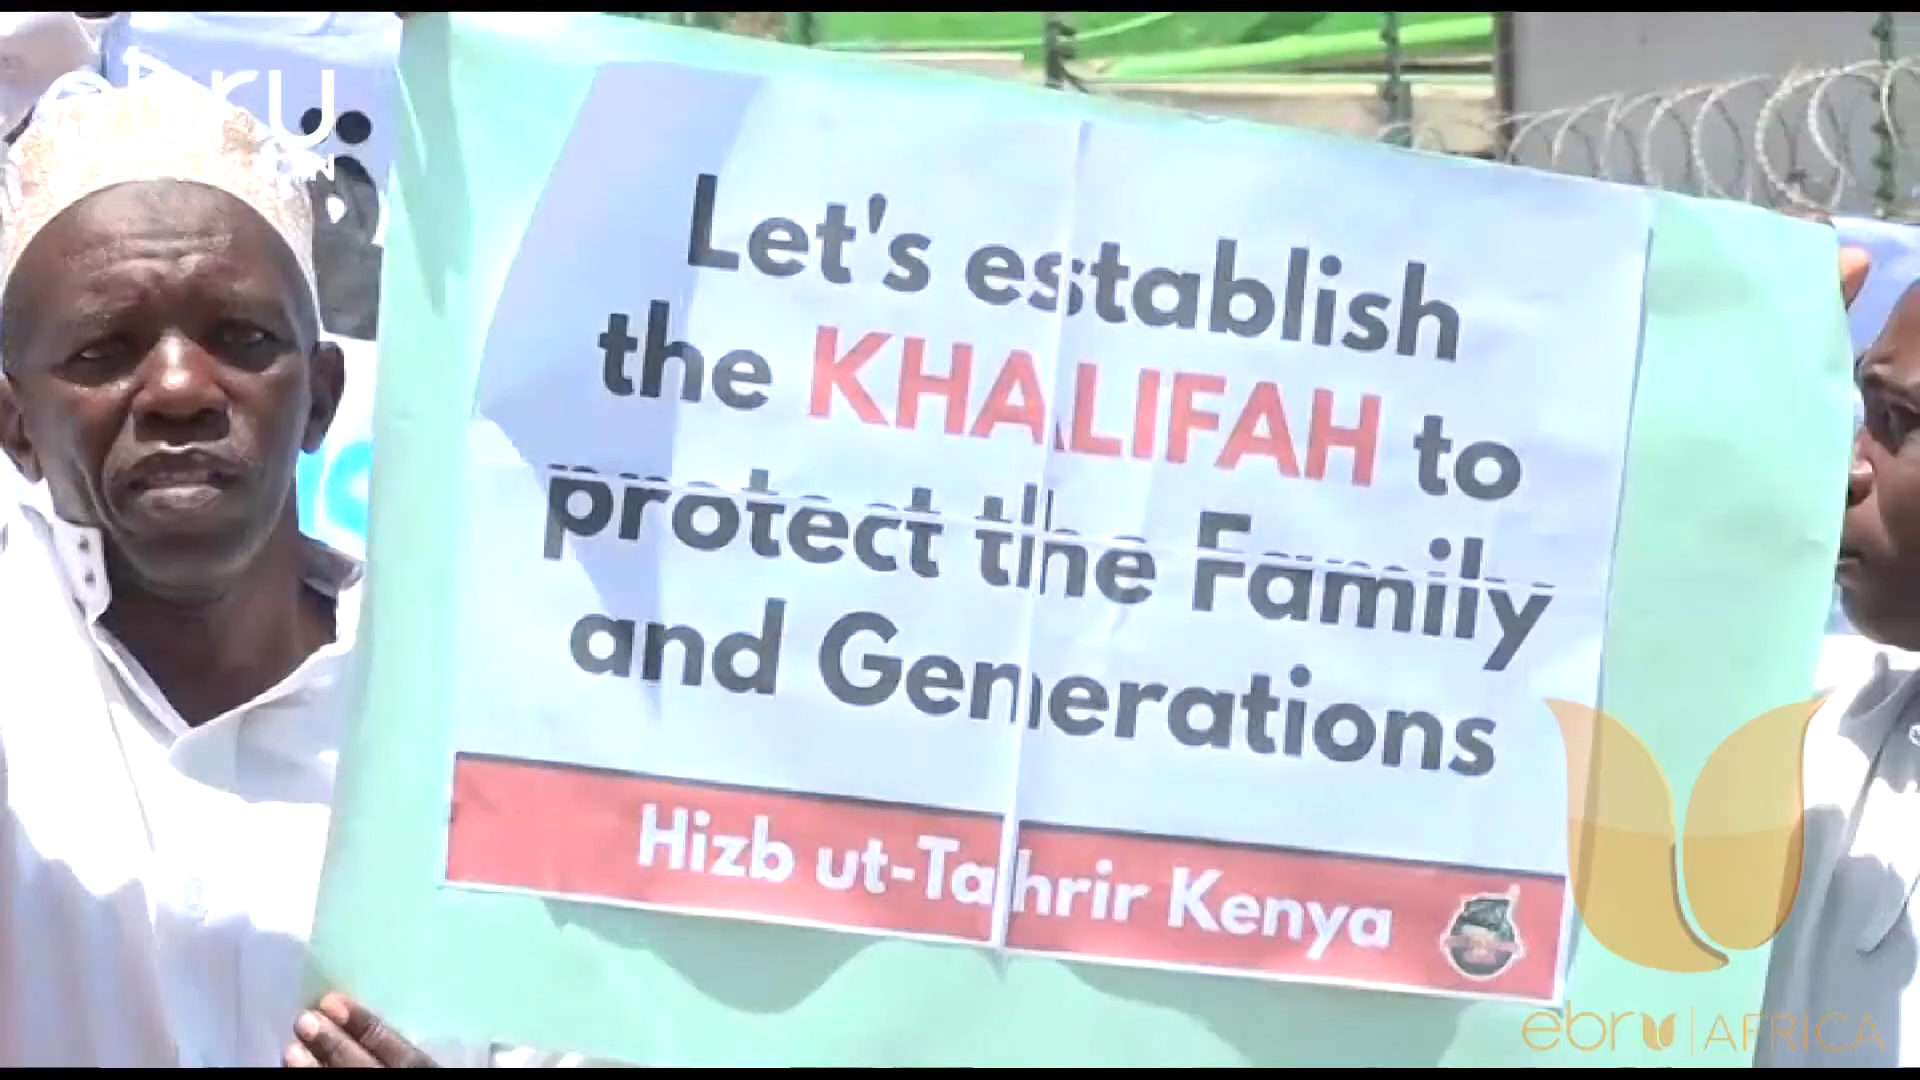 ebru
Let's establish
the KHALIFAH to
protect the Family
and Generations
Hizb ut-Tahrir Kenya
ebru | AFRICA